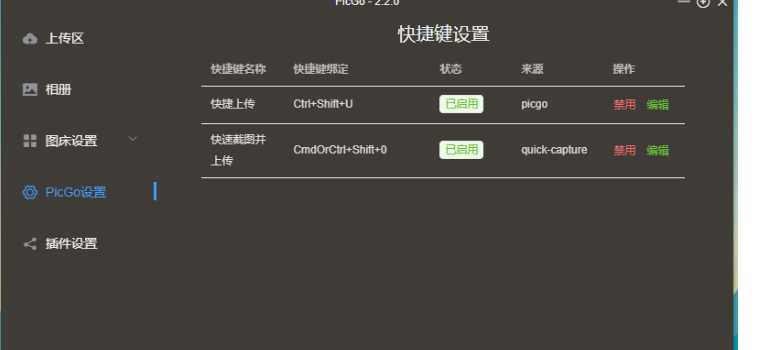 PicGo - 2.2.0
上传区
相册
图床设置
PicGo设置
插件设置
快捷键设置
快捷键名称 快捷键绑定 状态 来源 操作
快捷上传 Ctrl+Shift+U 已启用 picgo 禁用 编辑
快速截图并
上传 CmdOrCtrl+Shift+0 已启用 quick-capture 禁用 编辑